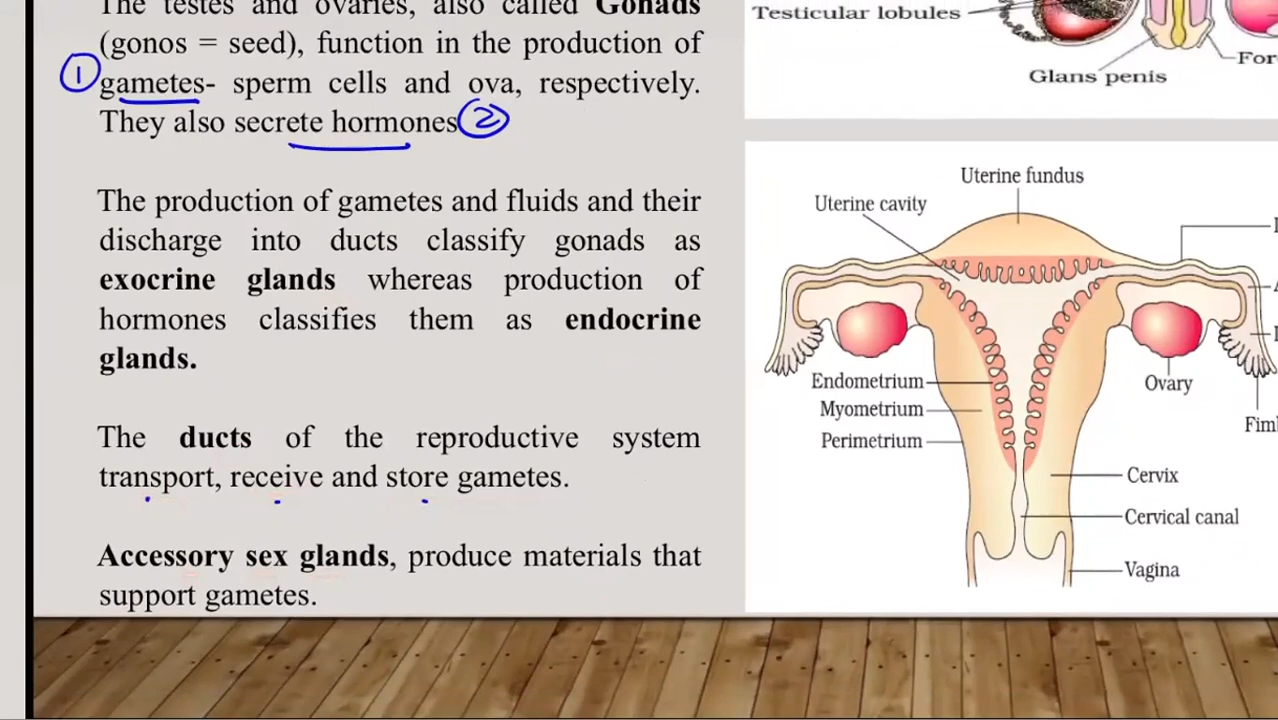 The testes and ovaries, also called Gonads
(gonos = seed), function in the production of
1 gametes- sperm cells and ova, respectively.
They also secrete hormones 2
The production of gametes and fluids and their
discharge into ducts classify gonads as
exocrine glands whereas production of
hormones classifies them as endocrine
glands.
The ducts of the reproductive system
transport, receive and store gametes.
Accessory sex glands, produce materials that
support gametes.
Testicular lobules
Glans penis
For
Uterine fundus
Uterine cavity
Endometrium
Myometrium
Perimetrium
Ovary
Fim
Cervix
Cervical canal
Vagina